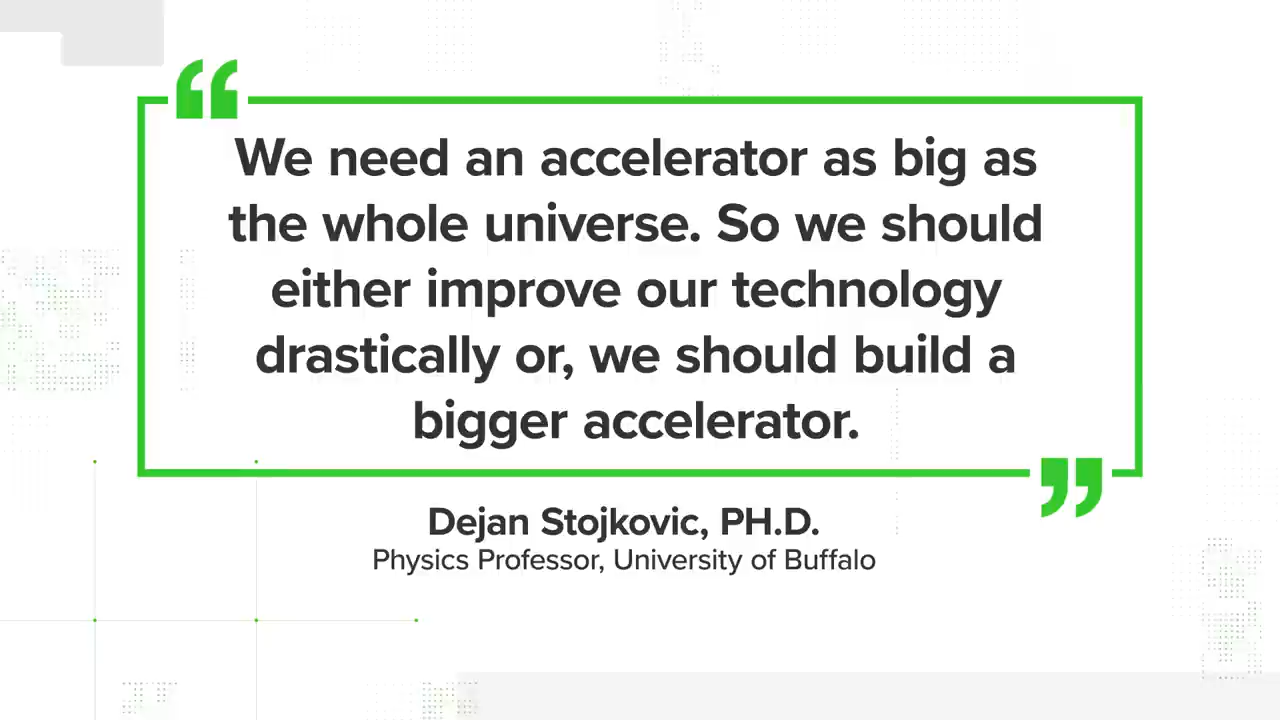 “
We need an accelerator as big as
the whole universe. So we should
either improve our technology
drastically or, we should build a
bigger accelerator.
”
Dejan Stojkovic, PH.D.
Physics Professor, University of Buffalo